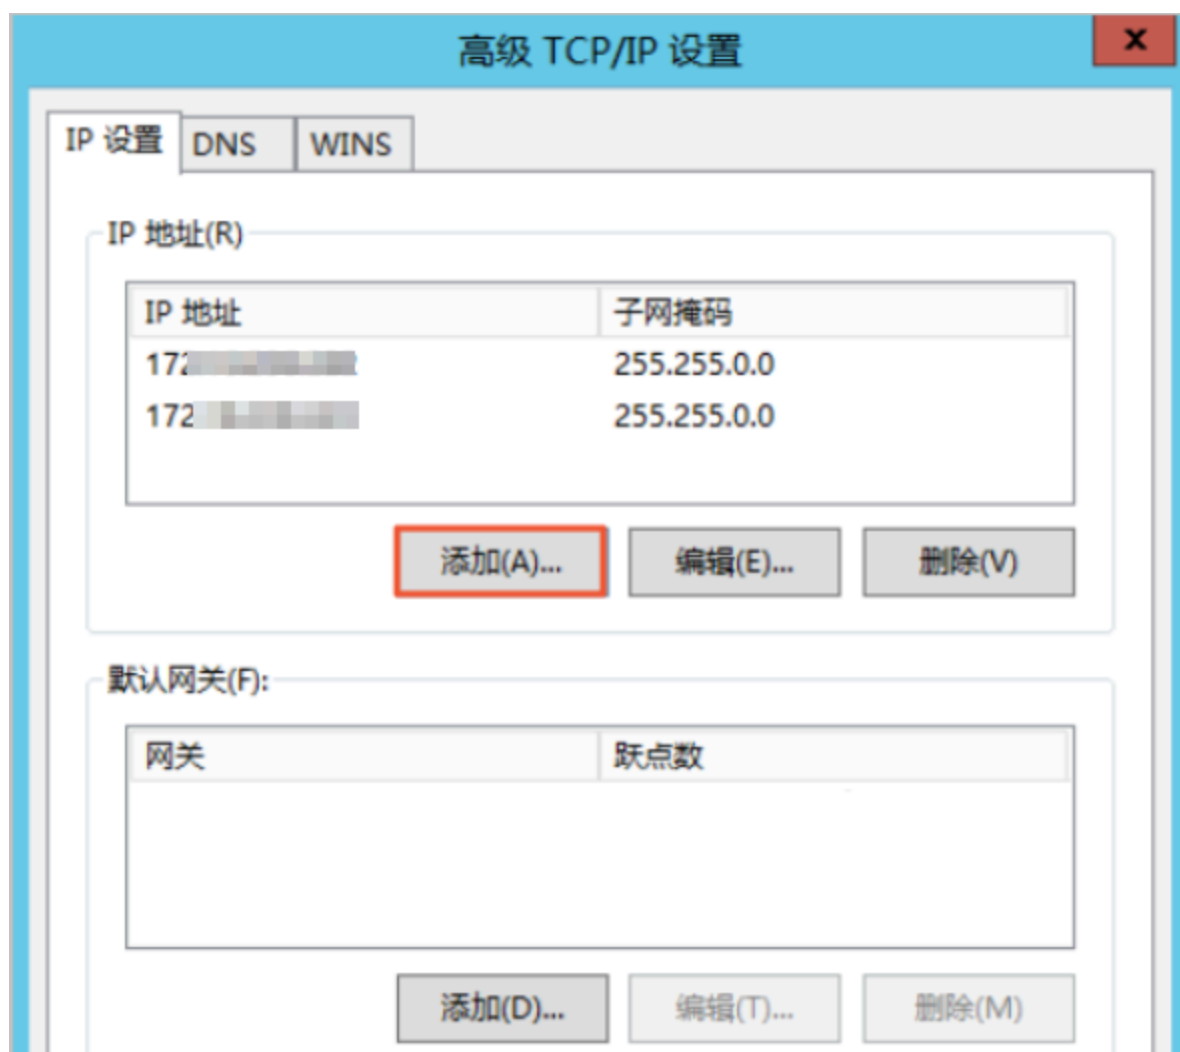 高级 TCP/IP 设置
IP 设置 DNS WINS
IP 地址(R)
IP 地址 子网掩码
172 255.255.0.0
172 255.255.0.0
添加(A)... 编辑(E)... 删除(V)
默认网关(F):
网关 跃点数
添加(D)... 编辑(T)... 删除(M)